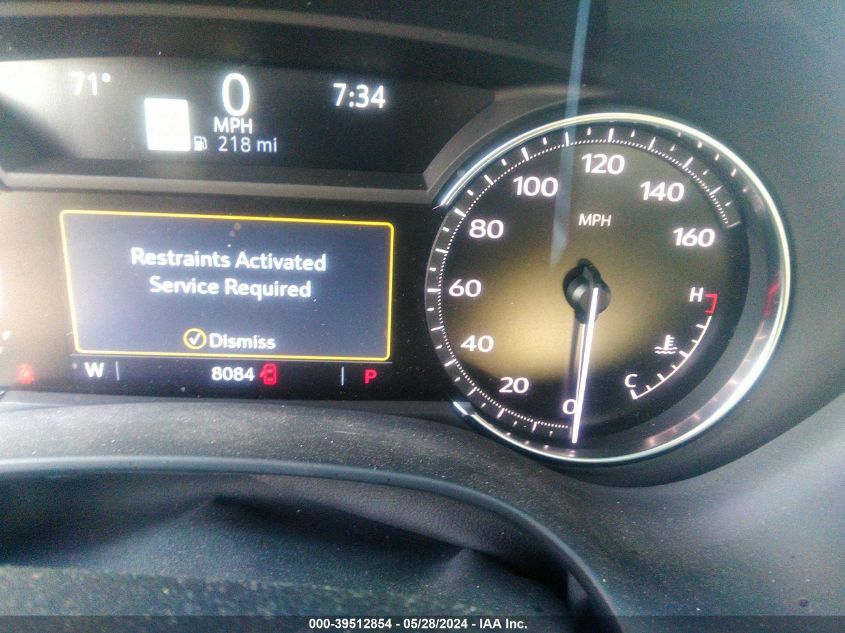 71° 0 7:34
MPH
218 mi
Restraints Activated
Service Required
Dismiss
W 8084 P
120
100 140
MPH
80 160
60 H
40
20 C
0
000-39512854 - 05/28/2024 - IAA Inc.